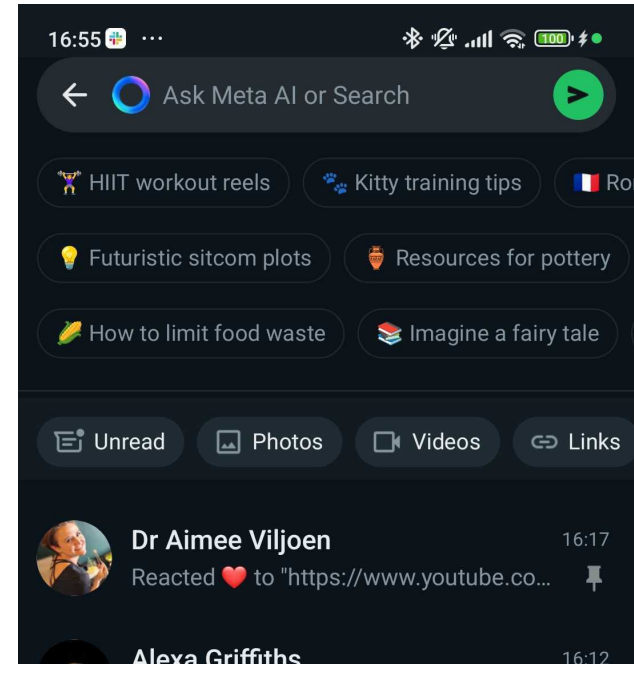 16:55 ... 100
Ask Meta AI or Search
HIIT workout reels Kitty training tips Ro
Futuristic sitcom plots Resources for pottery
How to limit food waste Imagine a fairy tale
Unread Photos Videos Links
Dr Aimee Viljoen 16:17
Reacted ❤️ to "https://www.youtube.co...
Alexa Griffiths 16:12